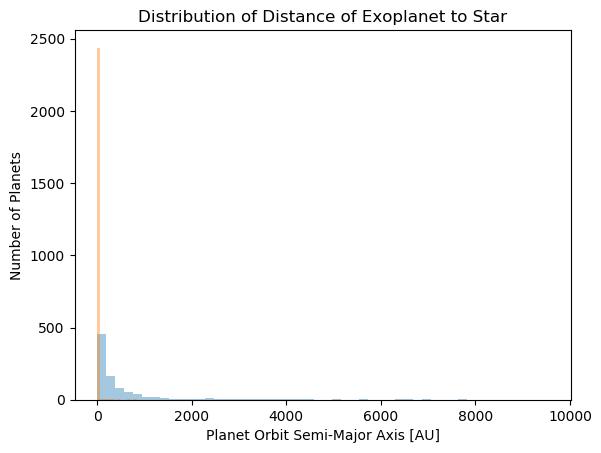 Distribution of Distance of Exoplanet to Star
2500
2000
1500
1000
500
0
Number of Planets
0 2000 4000 6000 8000 10000
Planet Orbit Semi-Major Axis [AU]